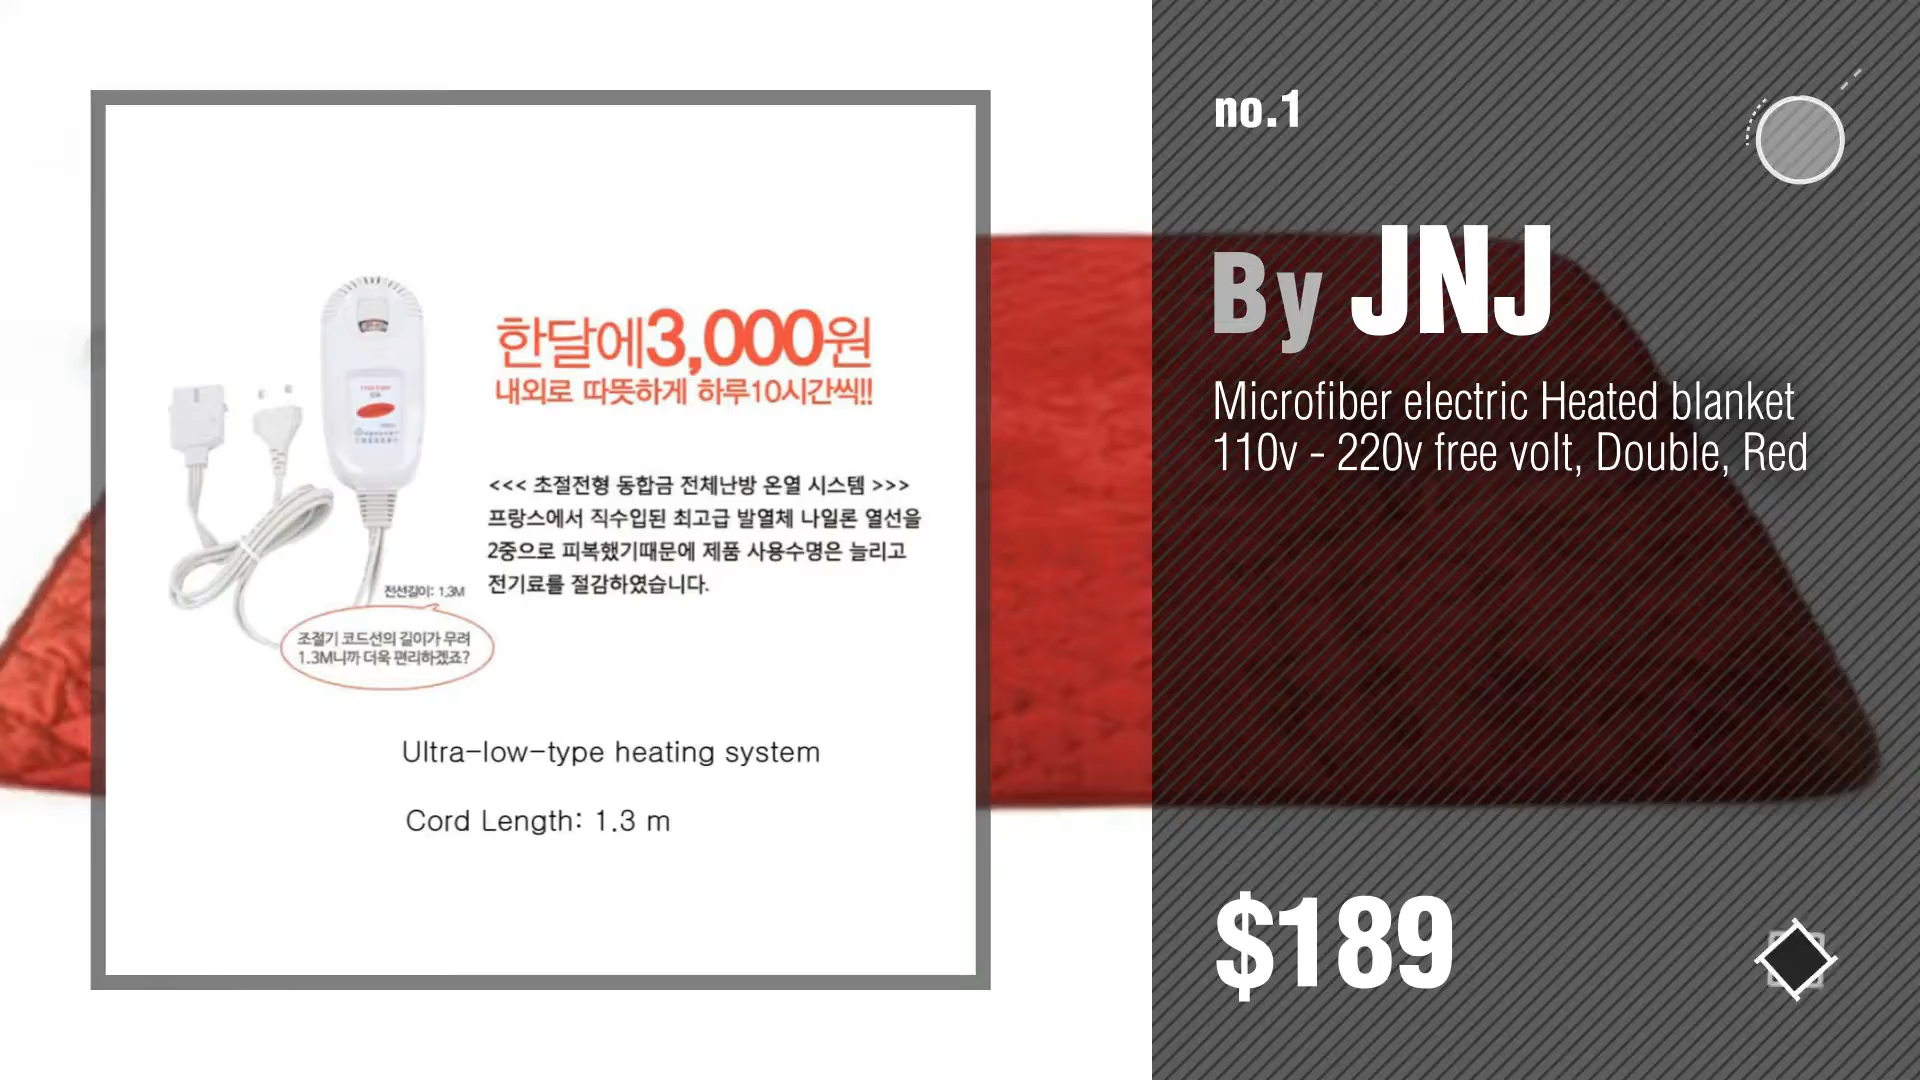 한달에3,000원
내외로 따뜻하게 하루10시간씩!!
<<< 초절전형 동합금 전체난방 온열 시스템 >>>
프랑스에서 직수입된 최고급 발열체 나일론 열선을
2중으로 피복했기때문에 제품 사용수명은 늘리고
전기료를 절감하였습니다.
전선길이: 1.3M
조절기 코드선의 길이가 무려
1.3M니까 더욱 편리하겠죠?
Ultra-low-type heating system
Cord Length: 1.3 m
no.1
By JNJ
Microfiber electric Heated blanket
110v - 220v free volt, Double, Red
$189